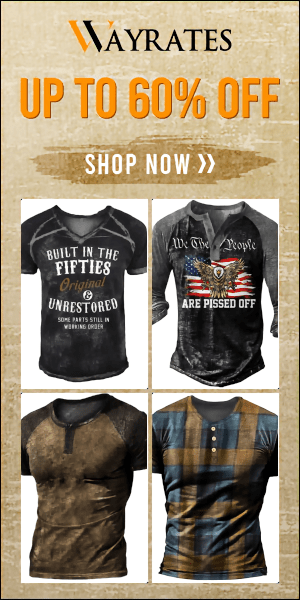 WAYRATES
UP TO 60% OFF
SHOP NOW »
BUILT IN THE
FIFTIES
Original
&
UNRESTORED
SOME PARTS STILL IN
WORKING ORDER
We The People
ARE PISSED OFF